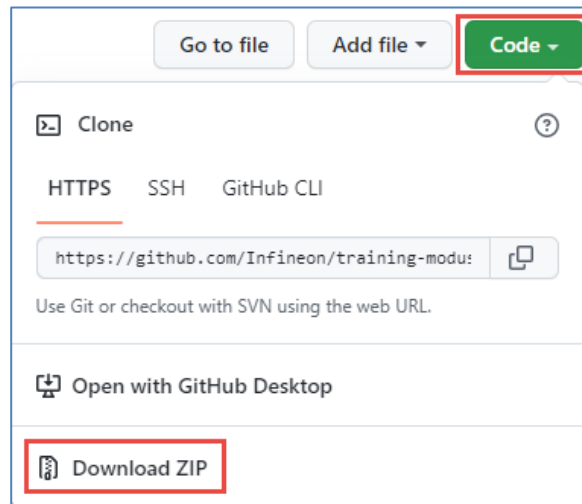 Go to file
Add file
Code
Clone
HTTPS
SSH
GitHub CLI
https://github.com/Infineon/training-modus
Use Git or checkout with SVN using the web URL.
Open with GitHub Desktop
Download ZIP